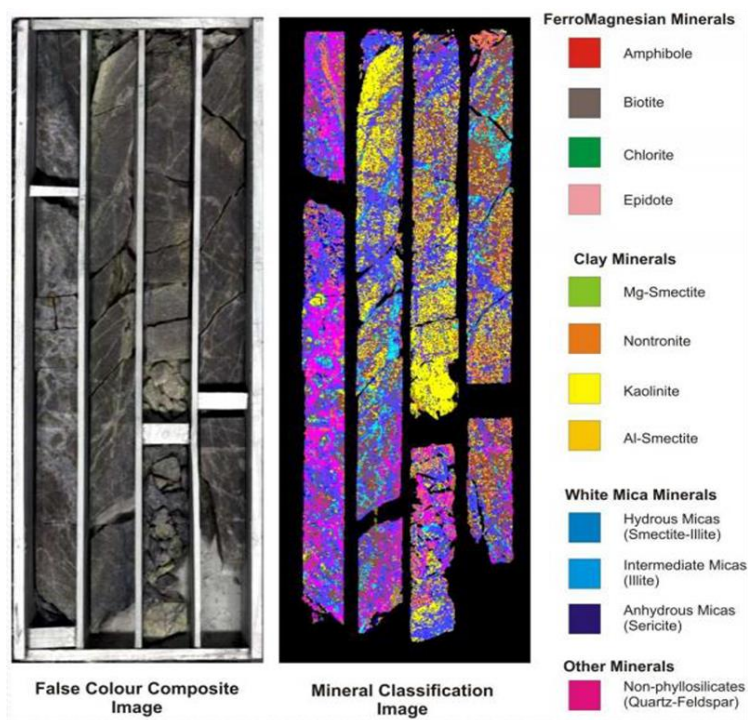 FerroMagnesian Minerals
Amphibole
Biotite
Chlorite
Epidote
Clay Minerals
Mg-Smectite
Nontronite
Kaolinite
Al-Smectite
White Mica Minerals
Hydrous Micas
(Smectite-Illite)
Intermediate Micas
(Illite)
Anhydrous Micas
(Sericite)
Other Minerals
Non-phyllosilicates
(Quartz-Feldspar)
False Colour Composite
Image
Mineral Classification
Image